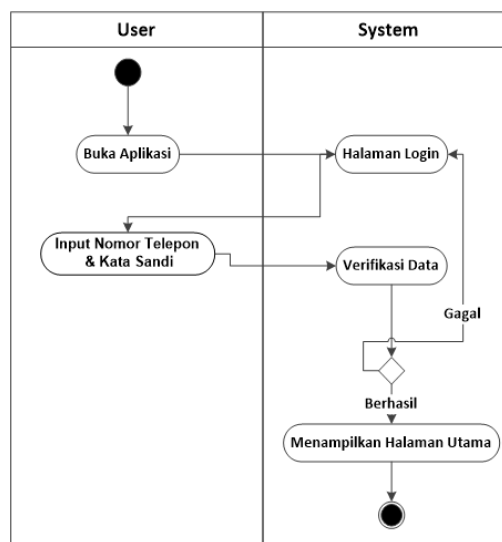 User
System
Buka Aplikasi
Halaman Login
Input Nomor Telepon
& Kata Sandi
Verifikasi Data
Gagal
Berhasil
Menampilkan Halaman Utama